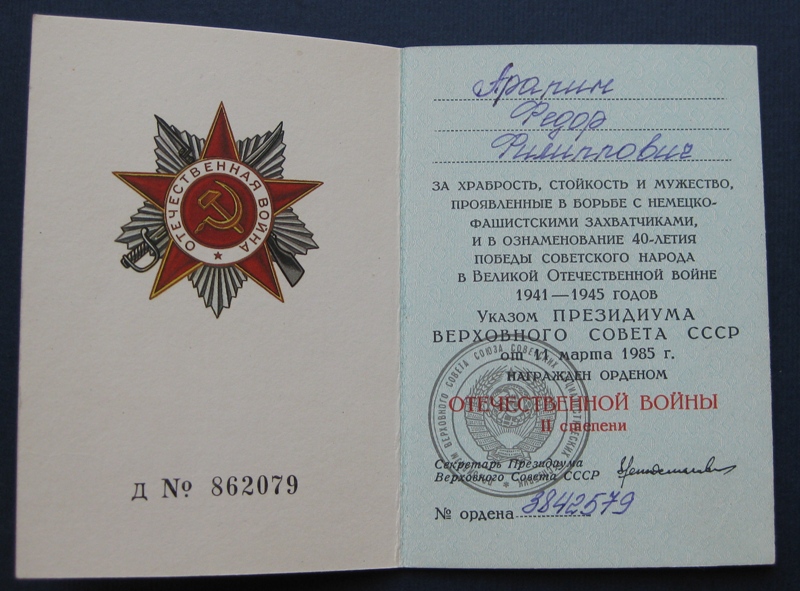 ОТЕЧЕСТВЕННАЯ ВОЙНА
Д № 862079
Арапин
Федор
Филиппович
ЗА ХРАБРОСТЬ, СТОЙКОСТЬ И МУЖЕСТВО,
ПРОЯВЛЕННЫЕ В БОРЬБЕ С НЕМЕЦКО-
ФАШИСТСКИМИ ЗАХВАТЧИКАМИ,
И В ОЗНАМЕНОВАНИЕ 40-ЛЕТИЯ
ПОБЕДЫ СОВЕТСКОГО НАРОДА
В ВЕЛИКОЙ ОТЕЧЕСТВЕННОЙ ВОЙНЕ
1941—1945 ГОДОВ
УКАЗОМ ПРЕЗИДИУМА
ВЕРХОВНОГО СОВЕТА СССР
от 11 марта 1985 г.
НАГРАЖДЕН ОРДЕНОМ
ОТЕЧЕСТВЕННОЙ ВОЙНЫ
II степени
Секретарь Президиума
Верховного Совета СССР
№ ордена 3842579